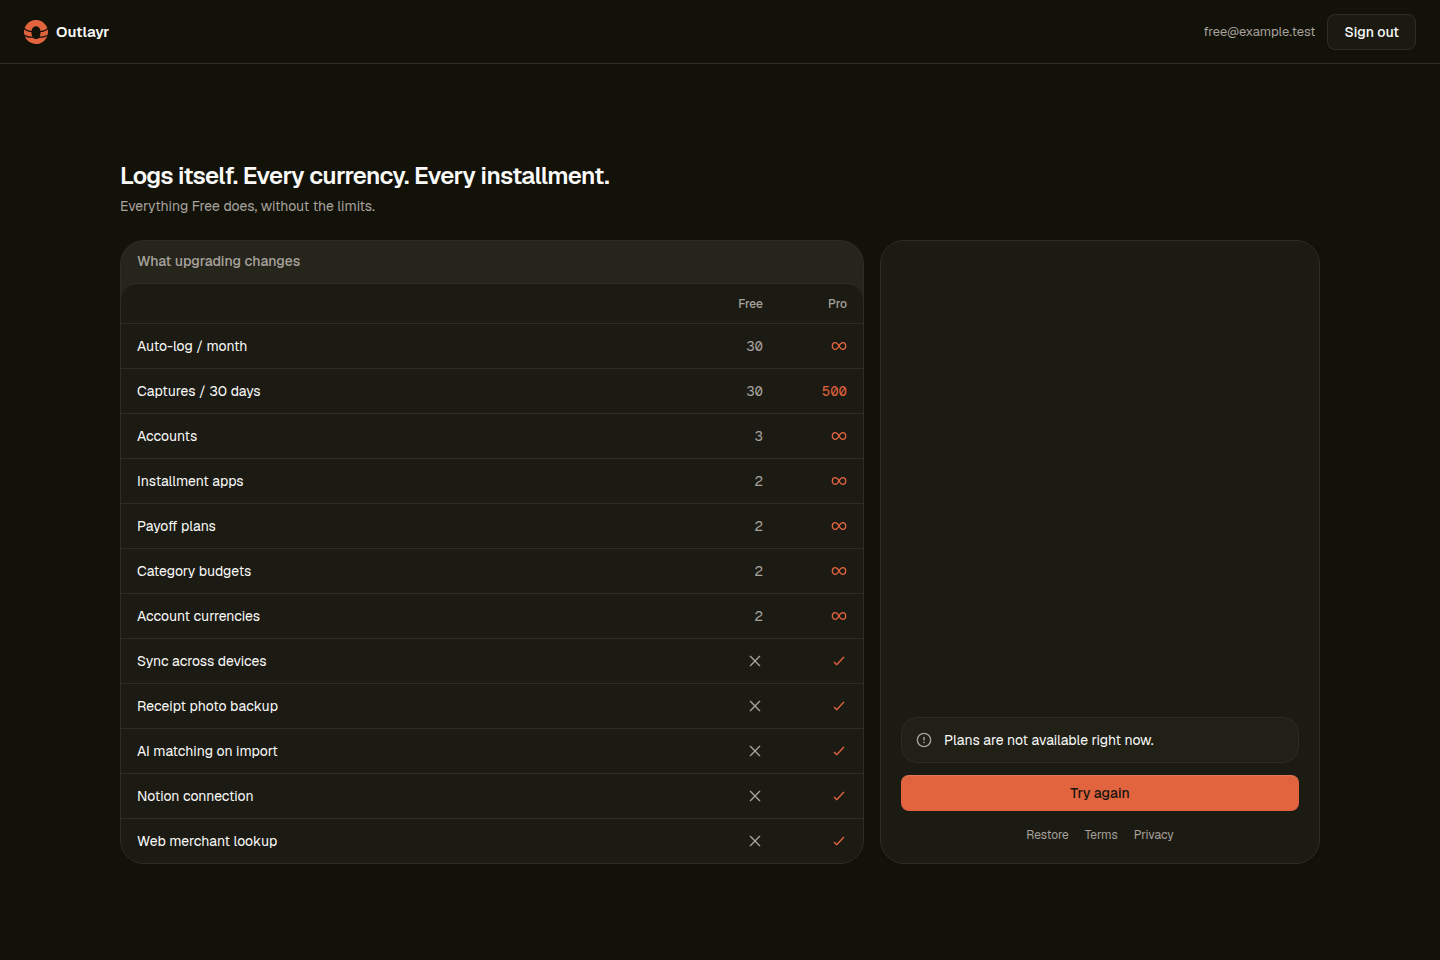 Outlayr
free@example.test
Sign out
Logs itself. Every currency. Every installment.
Everything Free does, without the limits.
What upgrading changes
Free Pro
Auto-log / month 30 ∞
Captures / 30 days 30 500
Accounts 3 ∞
Installment apps 2 ∞
Payoff plans 2 ∞
Category budgets 2 ∞
Account currencies 2 ∞
Sync across devices
Receipt photo backup
AI matching on import
Notion connection
Web merchant lookup
Plans are not available right now.
Try again
Restore Terms Privacy